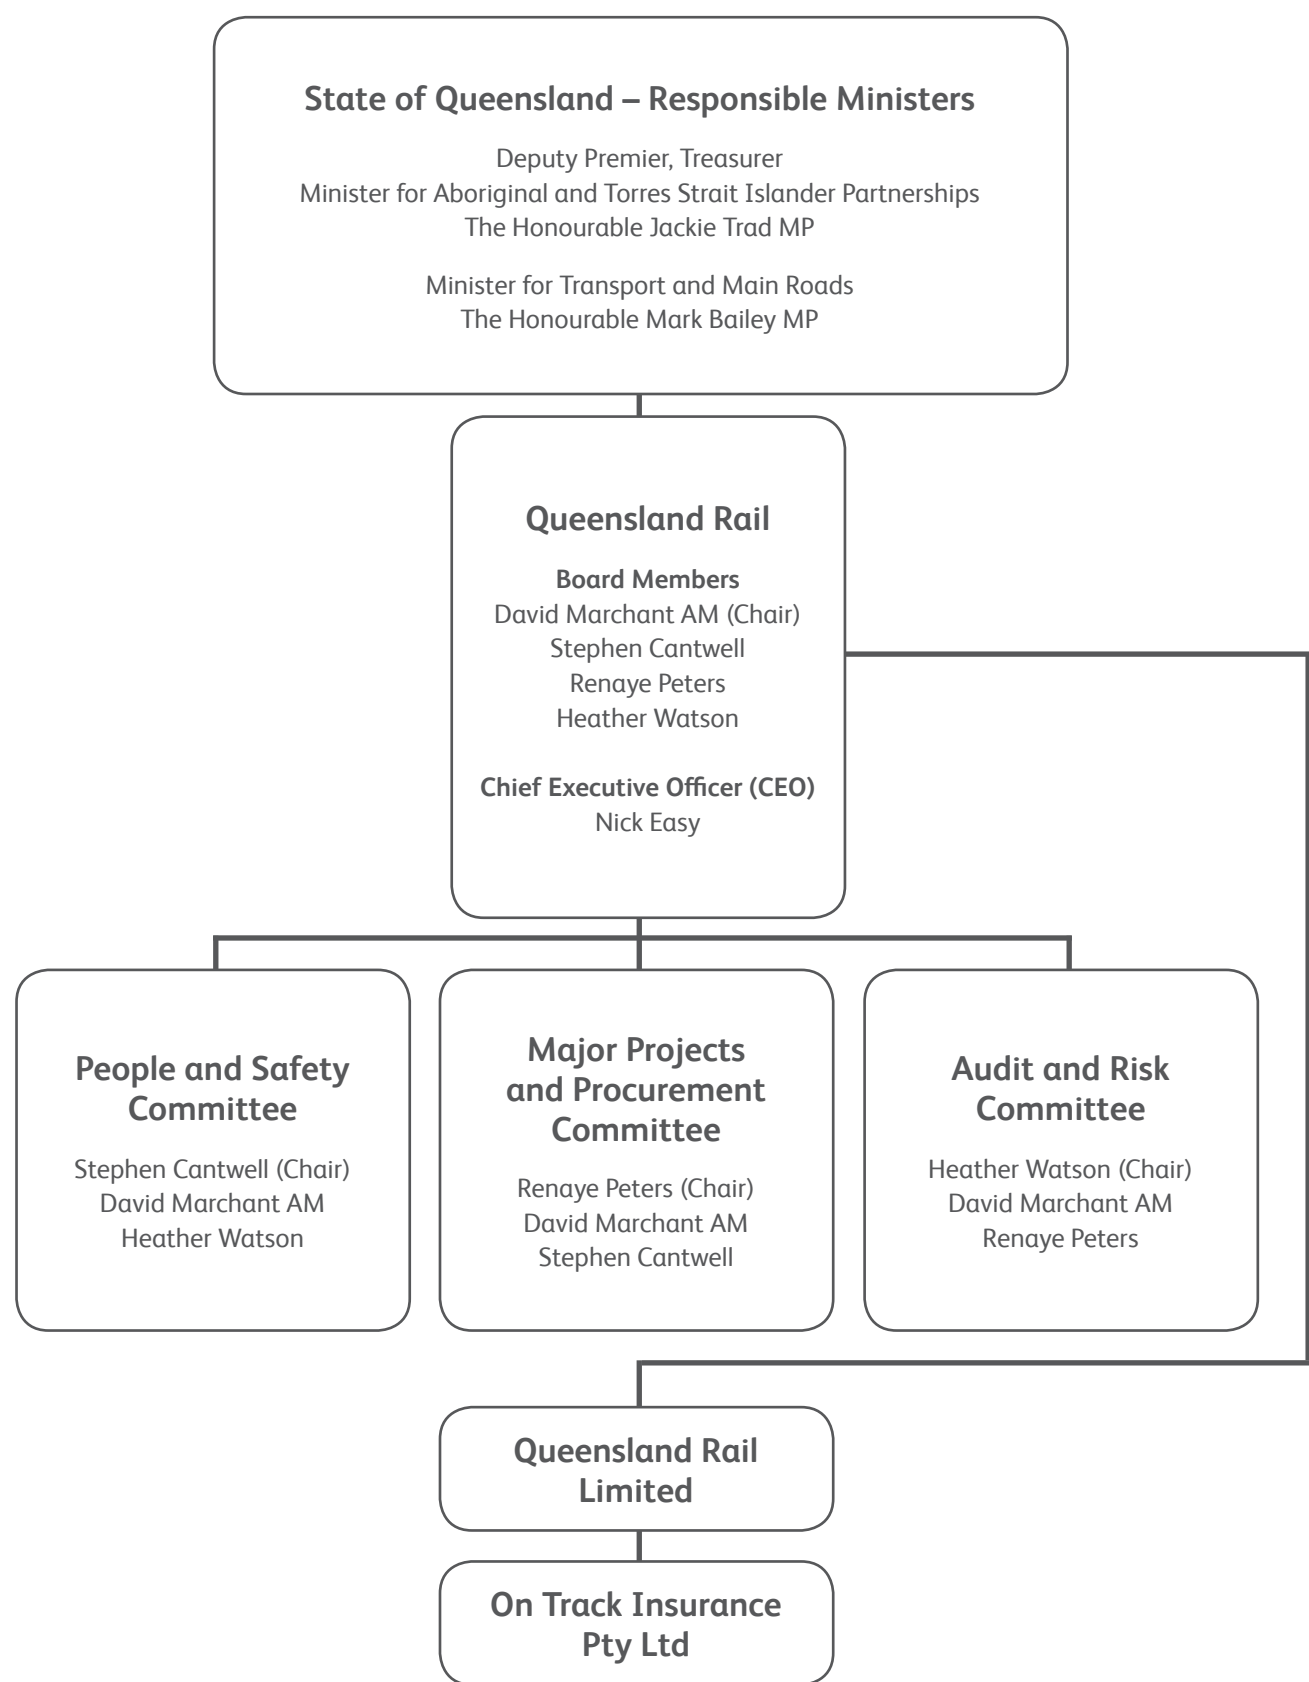 State of Queensland – Responsible Ministers
Deputy Premier, Treasurer
Minister for Aboriginal and Torres Strait Islander Partnerships
The Honourable Jackie Trad MP
Minister for Transport and Main Roads
The Honourable Mark Bailey MP
Queensland Rail
Board Members
David Marchant AM (Chair)
Stephen Cantwell
Renaye Peters
Heather Watson
Chief Executive Officer (CEO)
Nick Easy
People and Safety
Committee
Stephen Cantwell (Chair)
David Marchant AM
Heather Watson
Major Projects
and Procurement
Committee
Renaye Peters (Chair)
David Marchant AM
Stephen Cantwell
Audit and Risk
Committee
Heather Watson (Chair)
David Marchant AM
Renaye Peters
Queensland Rail
Limited
On Track Insurance
Pty Ltd